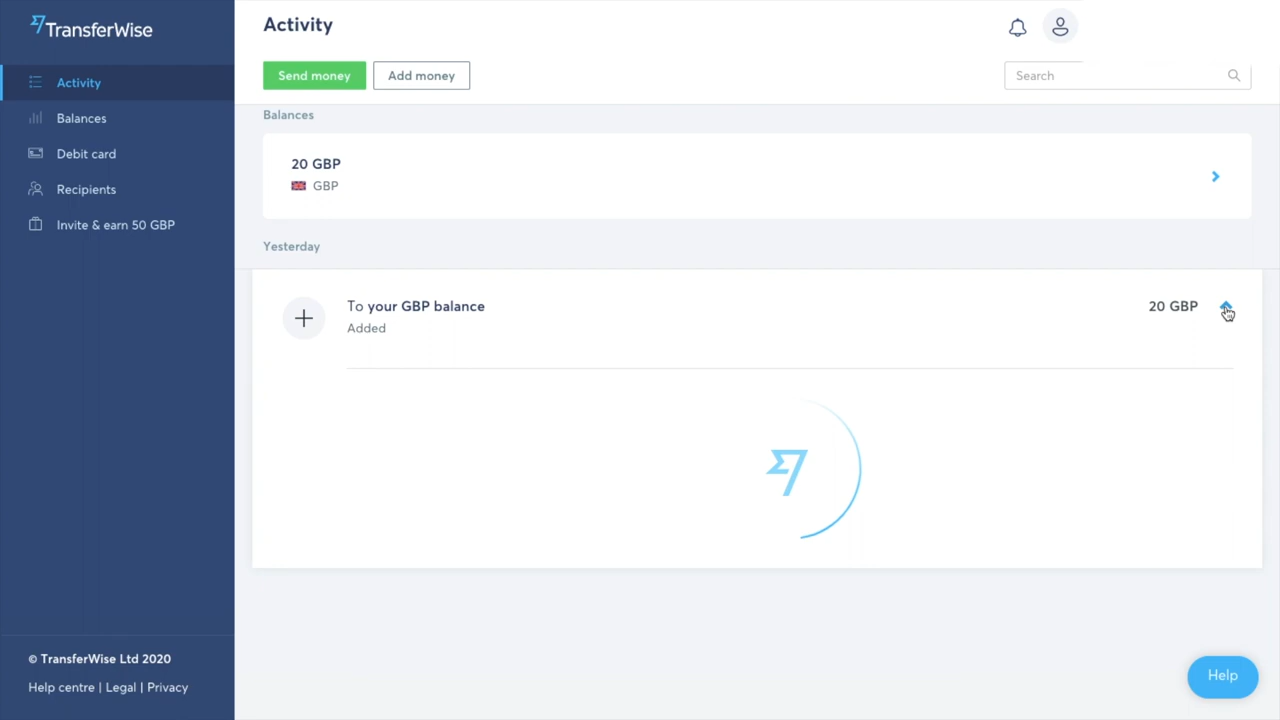 TransferWise
Activity
Balances
Debit card
Recipients
Invite & earn 50 GBP
© TransferWise Ltd 2020
Help centre | Legal | Privacy
Activity
Send money
Add money
Search
Balances
20 GBP
GBP
Yesterday
To your GBP balance
20 GBP
Added
Help